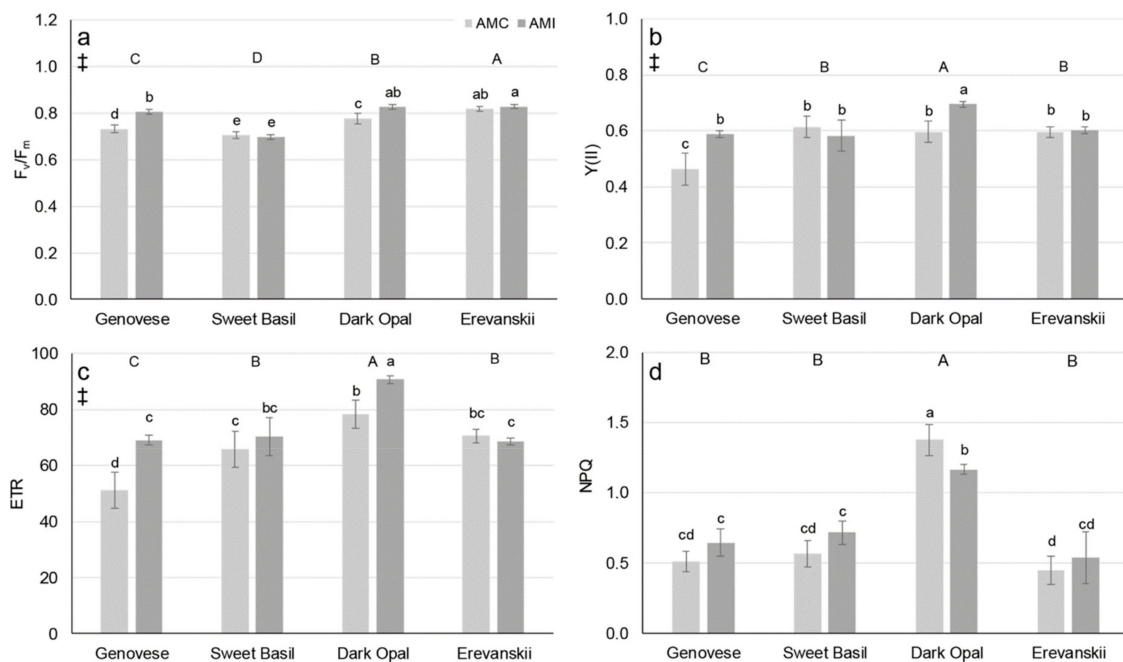 a
‡
AMC AMI
C D B A
d b e e c ab ab a
1.2
1.0
0.8
0.6
0.4
0.2
0.0
Fv/Fm
Genovese Sweet Basil Dark Opal Erevanskii
b
‡
C B A B
c b b b b a b b
1.0
0.8
0.6
0.4
0.2
0.0
Y(II)
Genovese Sweet Basil Dark Opal Erevanskii
c
‡
C B A B
d c c bc b a bc c
100
80
60
40
20
0
ETR
Genovese Sweet Basil Dark Opal Erevanskii
d
B B A B
cd c cd c a b d cd
2.0
1.5
1.0
0.5
0.0
NPQ
Genovese Sweet Basil Dark Opal Erevanskii